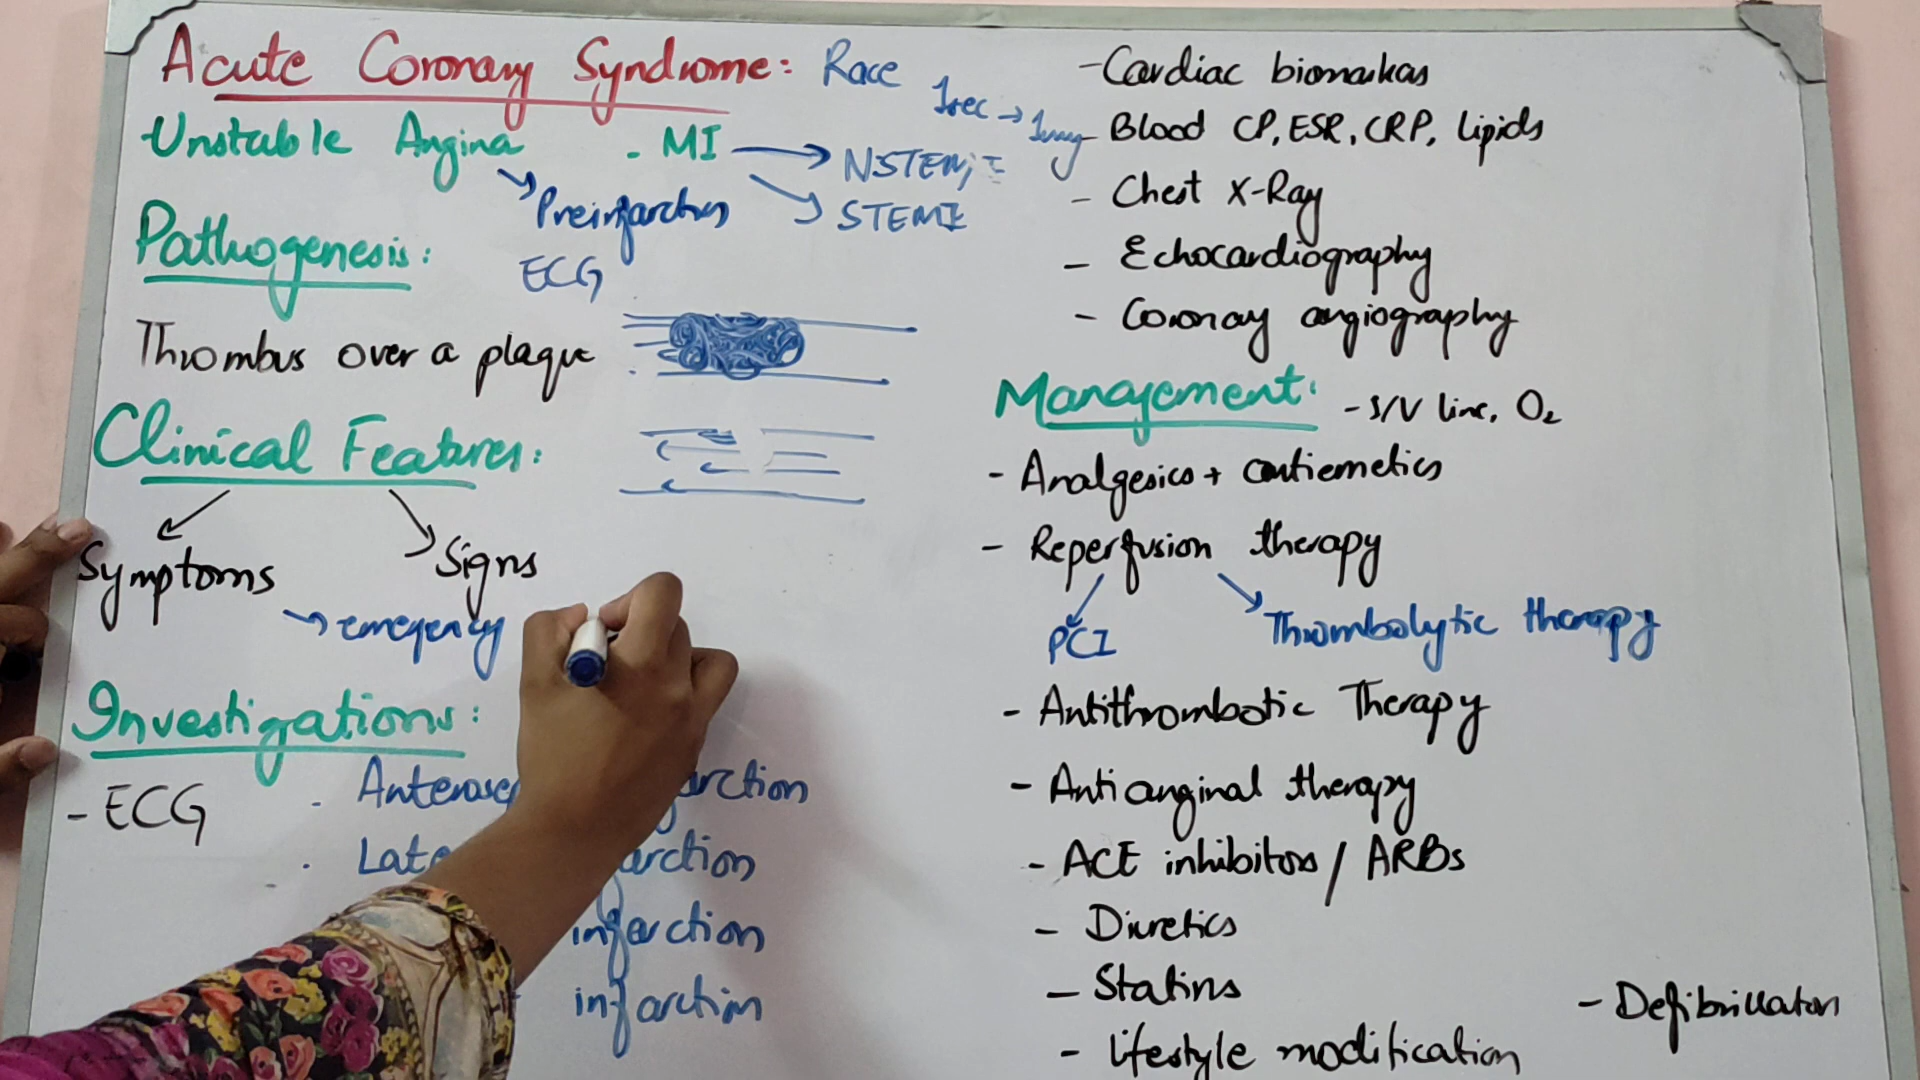 Acute Coronary Syndrome: Race
1sec →
- Unstable Angina - MI → NSTEMI
→ STEMI
→ Preinfarction
Pathogenesis:
ECG
Thrombus over a plaque
Clinical Features:
Symptoms
Signs
→ emergency
Investigations:
- ECG
infarction
infarction
- Cardiac biomarkers
- Blood CP, ESR, CRP, lipids
- Chest X-Ray
- Echocardiography
- Coronary angiography
Management:
- I/V line, O2
- Analgesics + antiemetics
- Reperfusion therapy
PCI
Thrombolytic therapy
- Antithrombotic Therapy
- Antianginal therapy
- ACE inhibitors / ARBs
- Diuretics
- Statins
- Defibrillator
- lifestyle modification